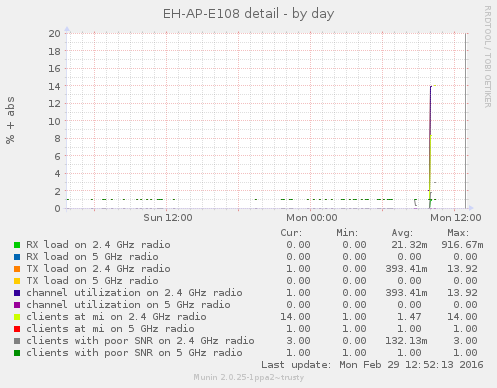 EH-AP-E108 detail - by day
RRDTOOL / TOBI OETIKER
% + abs
20
18
16
14
12
10
8
6
4
2
0
Sun 12:00 Mon 00:00 Mon 12:00
Cur: Min: Avg: Max:
RX load on 2.4 GHz radio 0.00 0.00 21.32m 916.67m
RX load on 5 GHz radio 0.00 0.00 0.00 0.00
TX load on 2.4 GHz radio 1.00 0.00 393.41m 13.92
TX load on 5 GHz radio 0.00 0.00 0.00 0.00
channel utilization on 2.4 GHz radio 1.00 0.00 393.41m 13.92
channel utilization on 5 GHz radio 0.00 0.00 0.00 0.00
clients at mi on 2.4 GHz radio 14.00 1.00 1.47 14.00
clients at mi on 5 GHz radio 1.00 1.00 1.00 1.00
clients with poor SNR on 2.4 GHz radio 3.00 0.00 132.13m 3.00
clients with poor SNR on 5 GHz radio 1.00 1.00 1.00 1.00
Last update: Mon Feb 29 12:52:13 2016
Munin 2.0.25-1ppa2~trusty